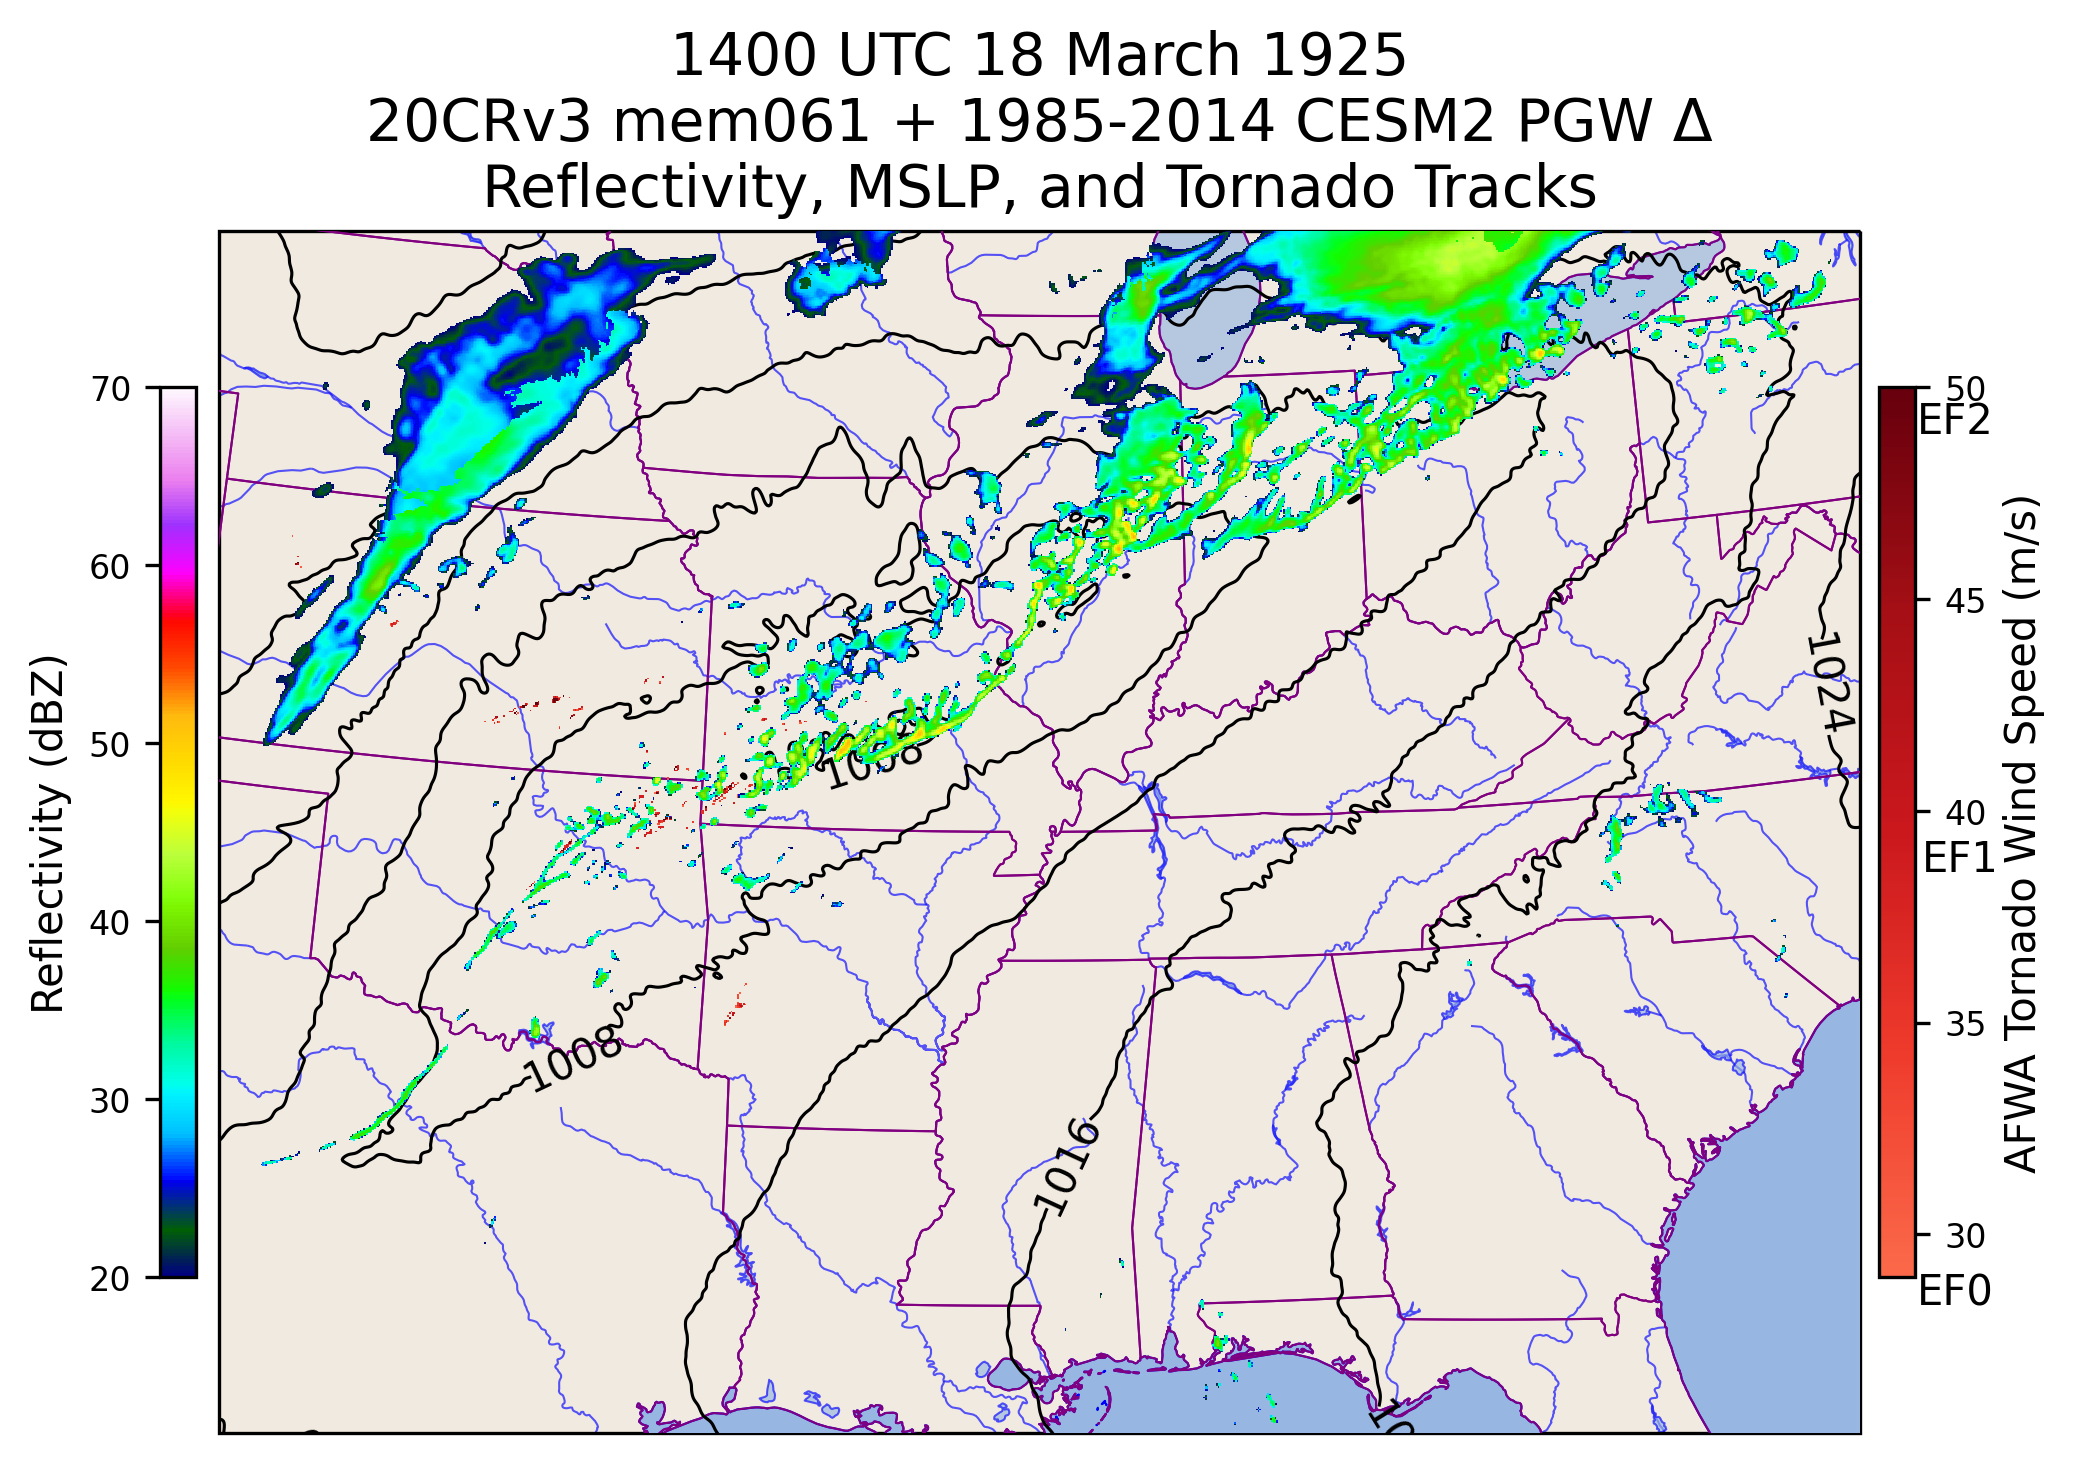 1400 UTC 18 March 1925
20CRv3 mem061 + 1985-2014 CESM2 PGW Δ
Reflectivity, MSLP, and Tornado Tracks
70
60
50
40
30
20
Reflectivity (dBZ)
1024
1008
1008
1016
50
EF2
45
40
EF1
35
30
EF0
AFWA Tornado Wind Speed (m/s)